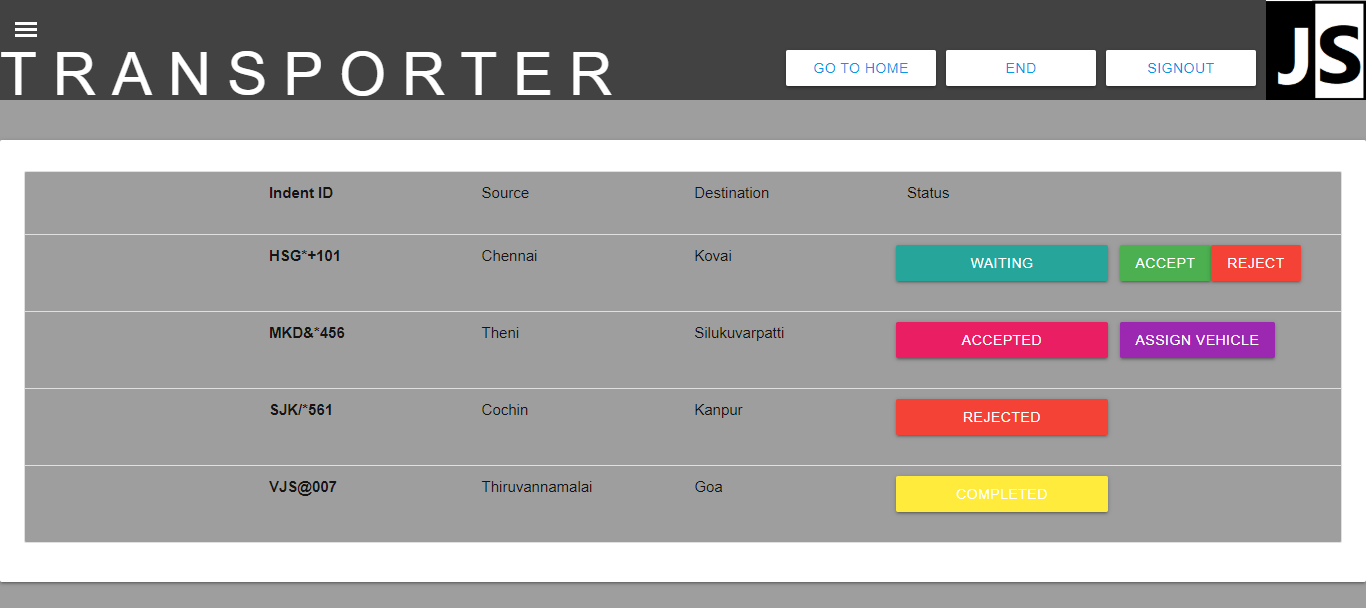 TRANSPORTER
GO TO HOME END SIGNOUT
JS
Indent ID Source Destination Status
HSG*+101 Chennai Kovai WAITING ACCEPT REJECT
MKD&*456 Theni Silukuvarpatti ACCEPTED ASSIGN VEHICLE
SJK/*561 Cochin Kanpur REJECTED
VJS@007 Thiruvannamalai Goa COMPLETED